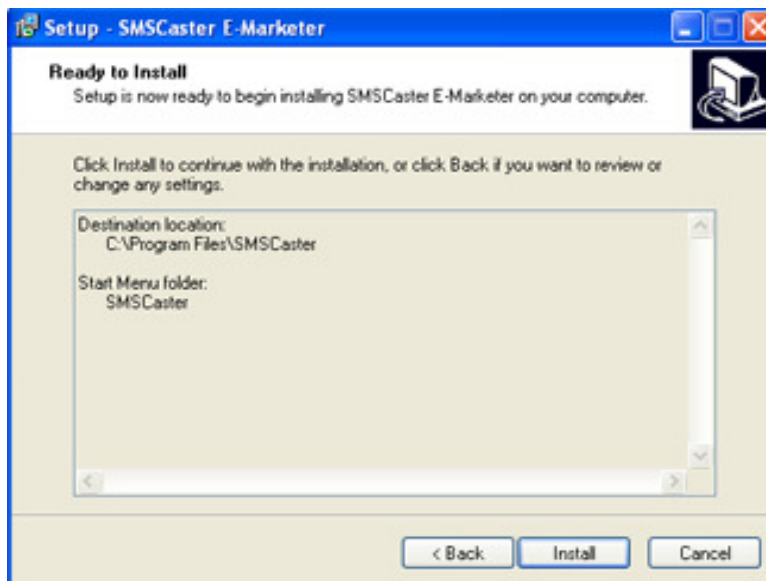 Setup - SMSCaster E-Marketer
Ready to Install
Setup is now ready to begin installing SMSCaster E-Marketer on your computer.
Click Install to continue with the installation, or click Back if you want to review or
change any settings.
Destination location:
C:\Program Files\SMSCaster
Start Menu folder:
SMSCaster
< Back
Install
Cancel